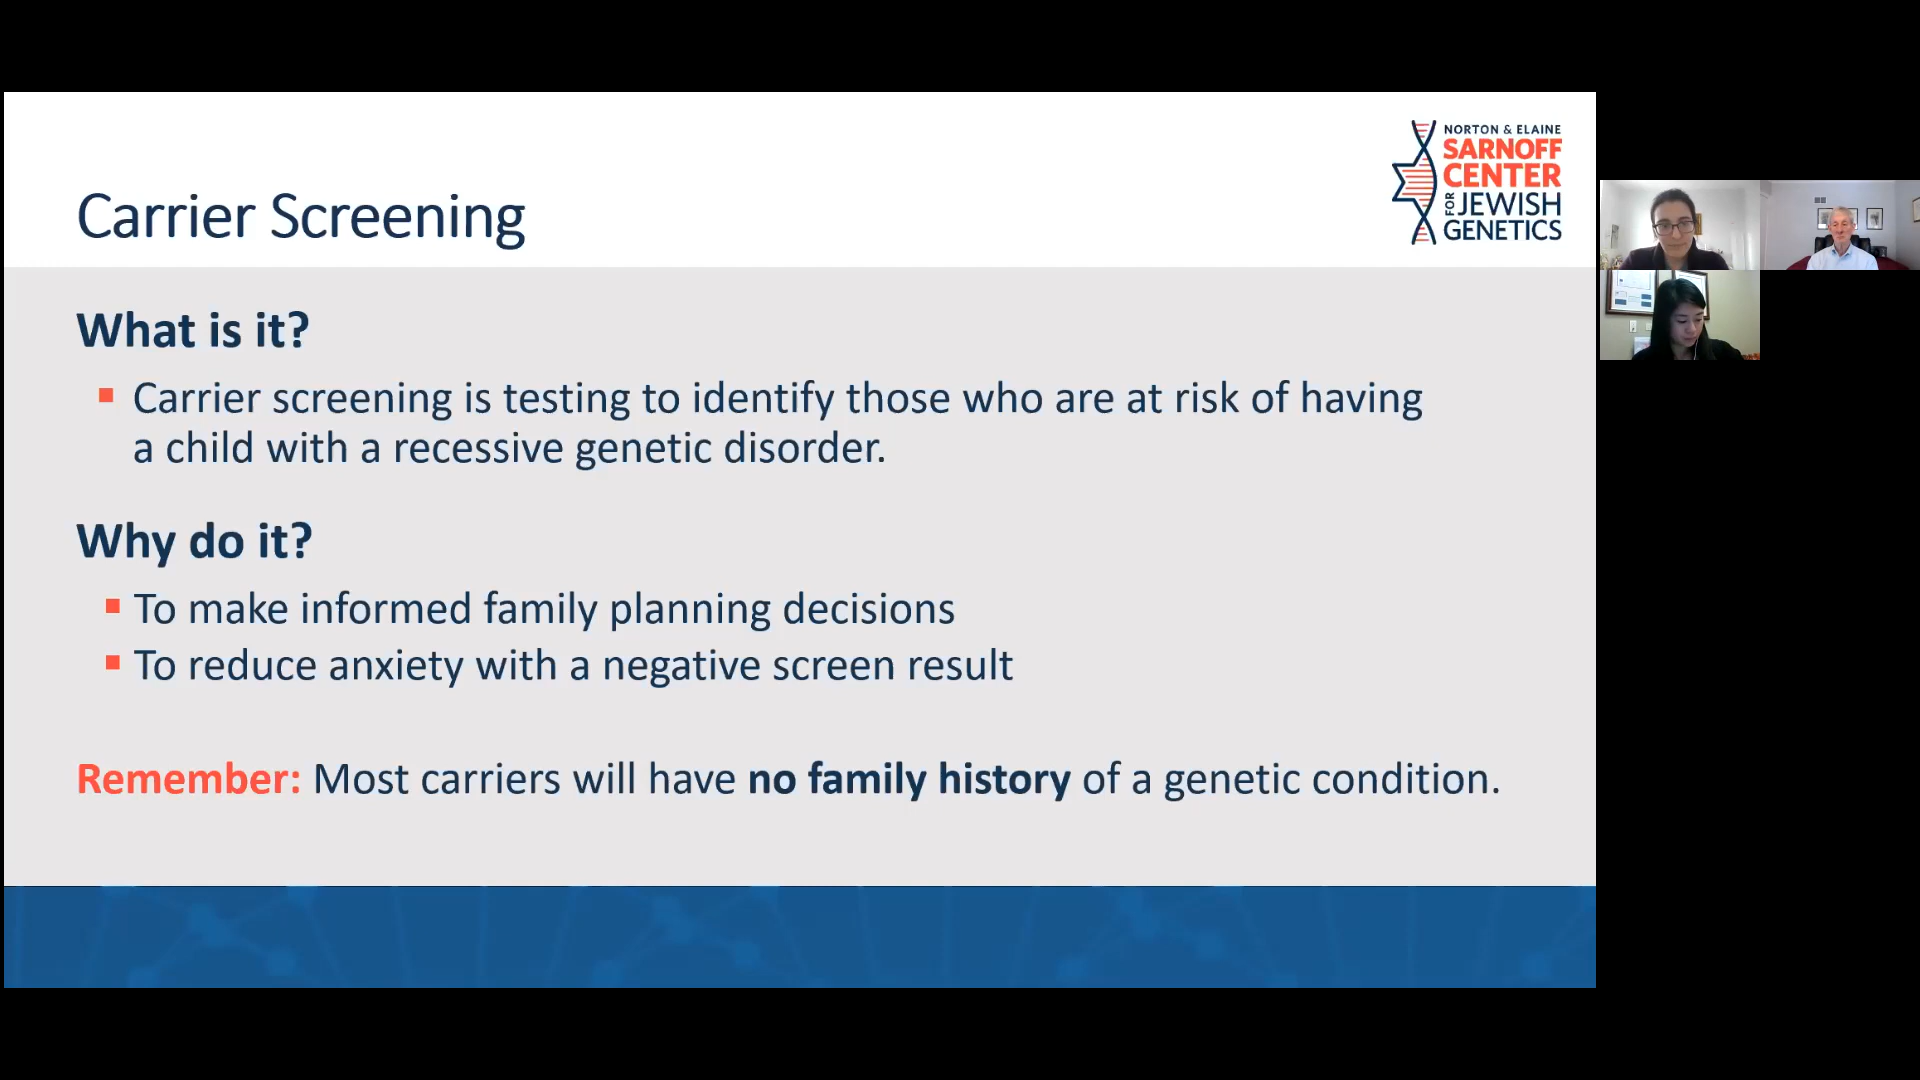 Carrier Screening
NORTON & ELAINE
SARNOFF
CENTER
FOR JEWISH
GENETICS
What is it?
▪ Carrier screening is testing to identify those who are at risk of having
a child with a recessive genetic disorder.
Why do it?
▪ To make informed family planning decisions
▪ To reduce anxiety with a negative screen result
Remember: Most carriers will have no family history of a genetic condition.